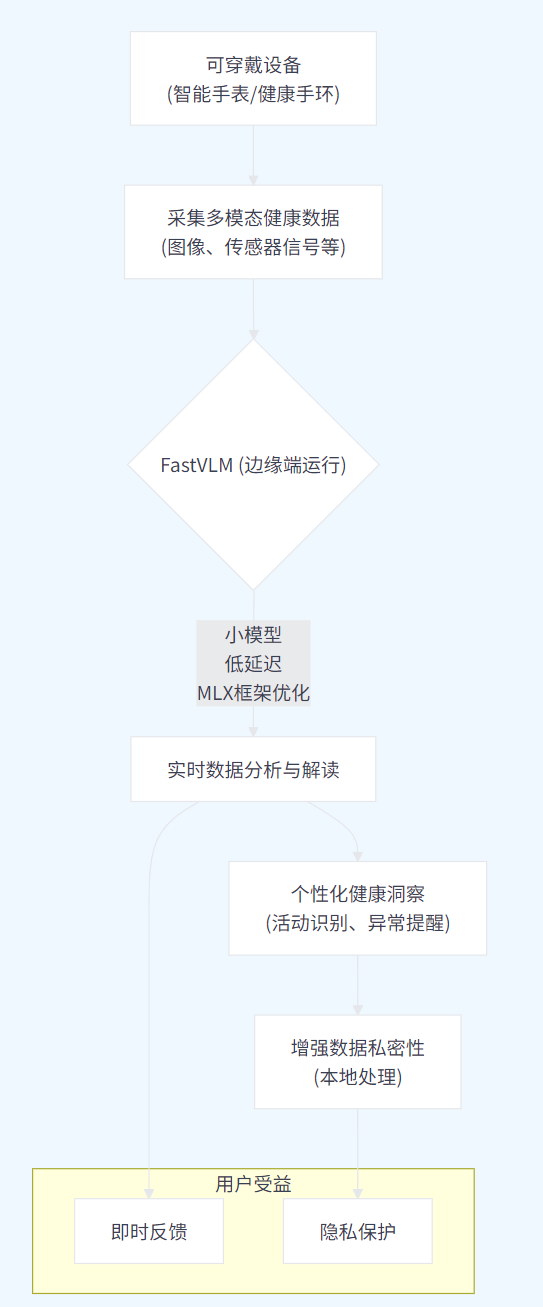 可穿戴设备
(智能手表/健康手环)
采集多模态健康数据
(图像、传感器信号等)
FastVLM (边缘端运行)
小模型
低延迟
MLX框架优化
实时数据分析与解读
个性化健康洞察
(活动识别、异常提醒)
增强数据私密性
(本地处理)
用户受益
即时反馈
隐私保护